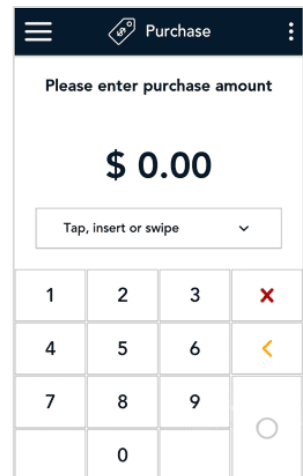 Purchase
Please enter purchase amount
$ 0.00
Tap, insert or swipe
1 2 3
4 5 6
7 8 9
0